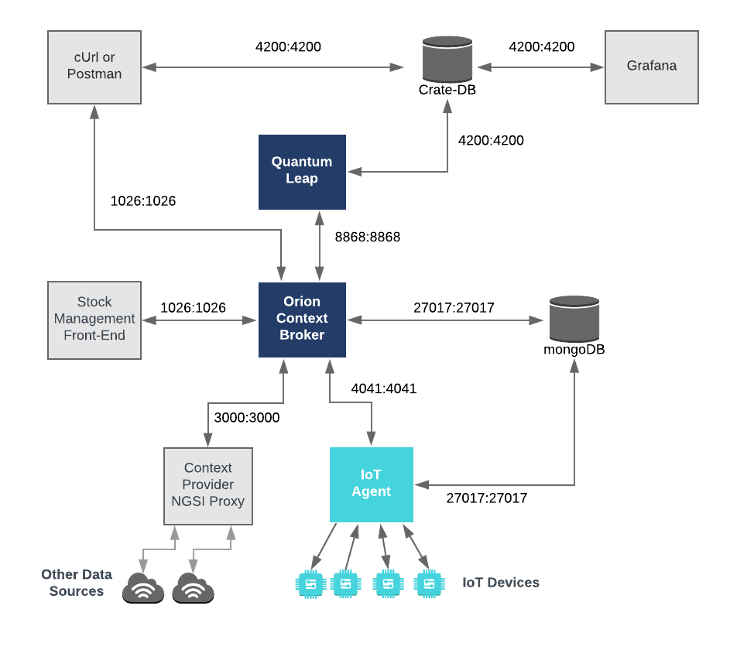 cUrl or
Postman
4200:4200
Crate-DB
4200:4200
Grafana
4200:4200
Quantum
Leap
1026:1026
8868:8868
Stock
Management
Front-End
1026:1026
Orion
Context
Broker
27017:27017
mongoDB
4041:4041
3000:3000
Context
Provider
NGSI Proxy
IoT
Agent
27017:27017
Other Data
Sources
IoT Devices